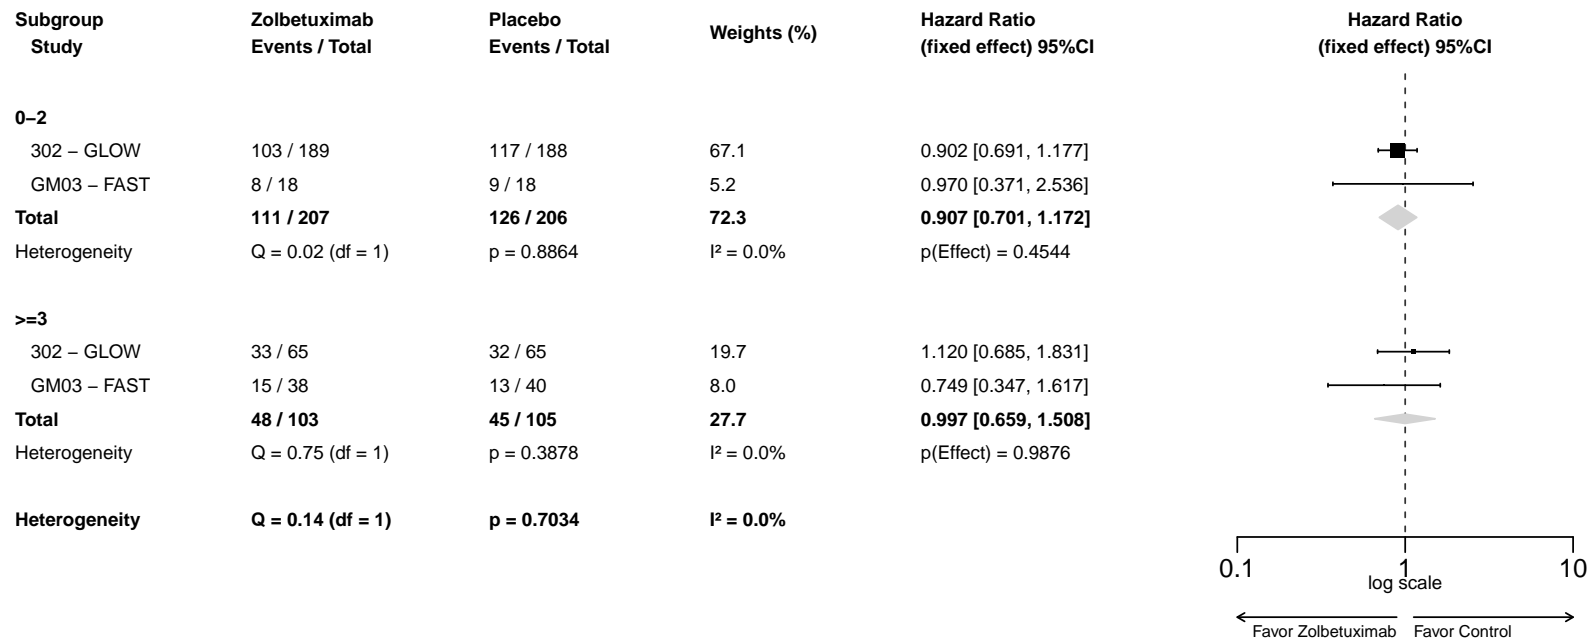 Subgroup Zolbetuximab Placebo Weights (%) Hazard Ratio Hazard Ratio
Study Events / Total Events / Total (fixed effect) 95%CI (fixed effect) 95%CI
0−2
302 − GLOW 103 / 189 117 / 188 67.1 0.902 [0.691, 1.177]
GM03 − FAST 8 / 18 9 / 18 5.2 0.970 [0.371, 2.536]
Total 111 / 207 126 / 206 72.3 0.907 [0.701, 1.172]
Heterogeneity Q = 0.02 (df = 1) p = 0.8864 I² = 0.0% p(Effect) = 0.4544
>=3
302 − GLOW 33 / 65 32 / 65 19.7 1.120 [0.685, 1.831]
GM03 − FAST 15 / 38 13 / 40 8.0 0.749 [0.347, 1.617]
Total 48 / 103 45 / 105 27.7 0.997 [0.659, 1.508]
Heterogeneity Q = 0.75 (df = 1) p = 0.3878 I² = 0.0% p(Effect) = 0.9876
Heterogeneity Q = 0.14 (df = 1) p = 0.7034 I² = 0.0%
0.1 1 10
log scale
Favor Zolbetuximab Favor Control